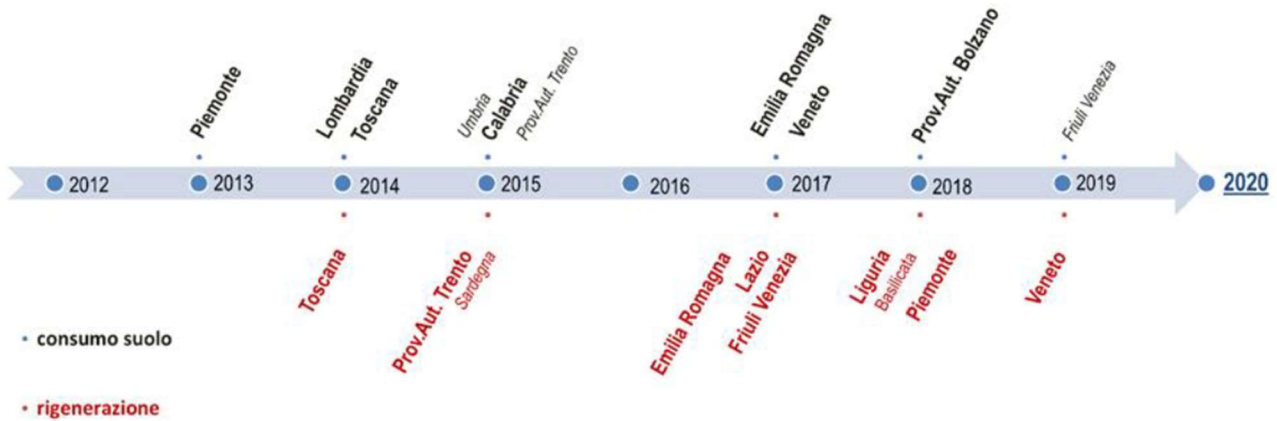 Piemonte
Lombardia
Toscana
Umbria
Calabria
Prov.Aut. Trento
Emilia Romagna
Veneto
Prov.Aut. Bolzano
Friuli Venezia
2012
2013
2014
2015
2016
2017
2018
2019
2020
Toscana
Prov.Aut. Trento
Sardegna
Emilia Romagna
Lazio
Friuli Venezia
Liguria
Basilicata
Piemonte
Veneto
consumo suolo
rigenerazione